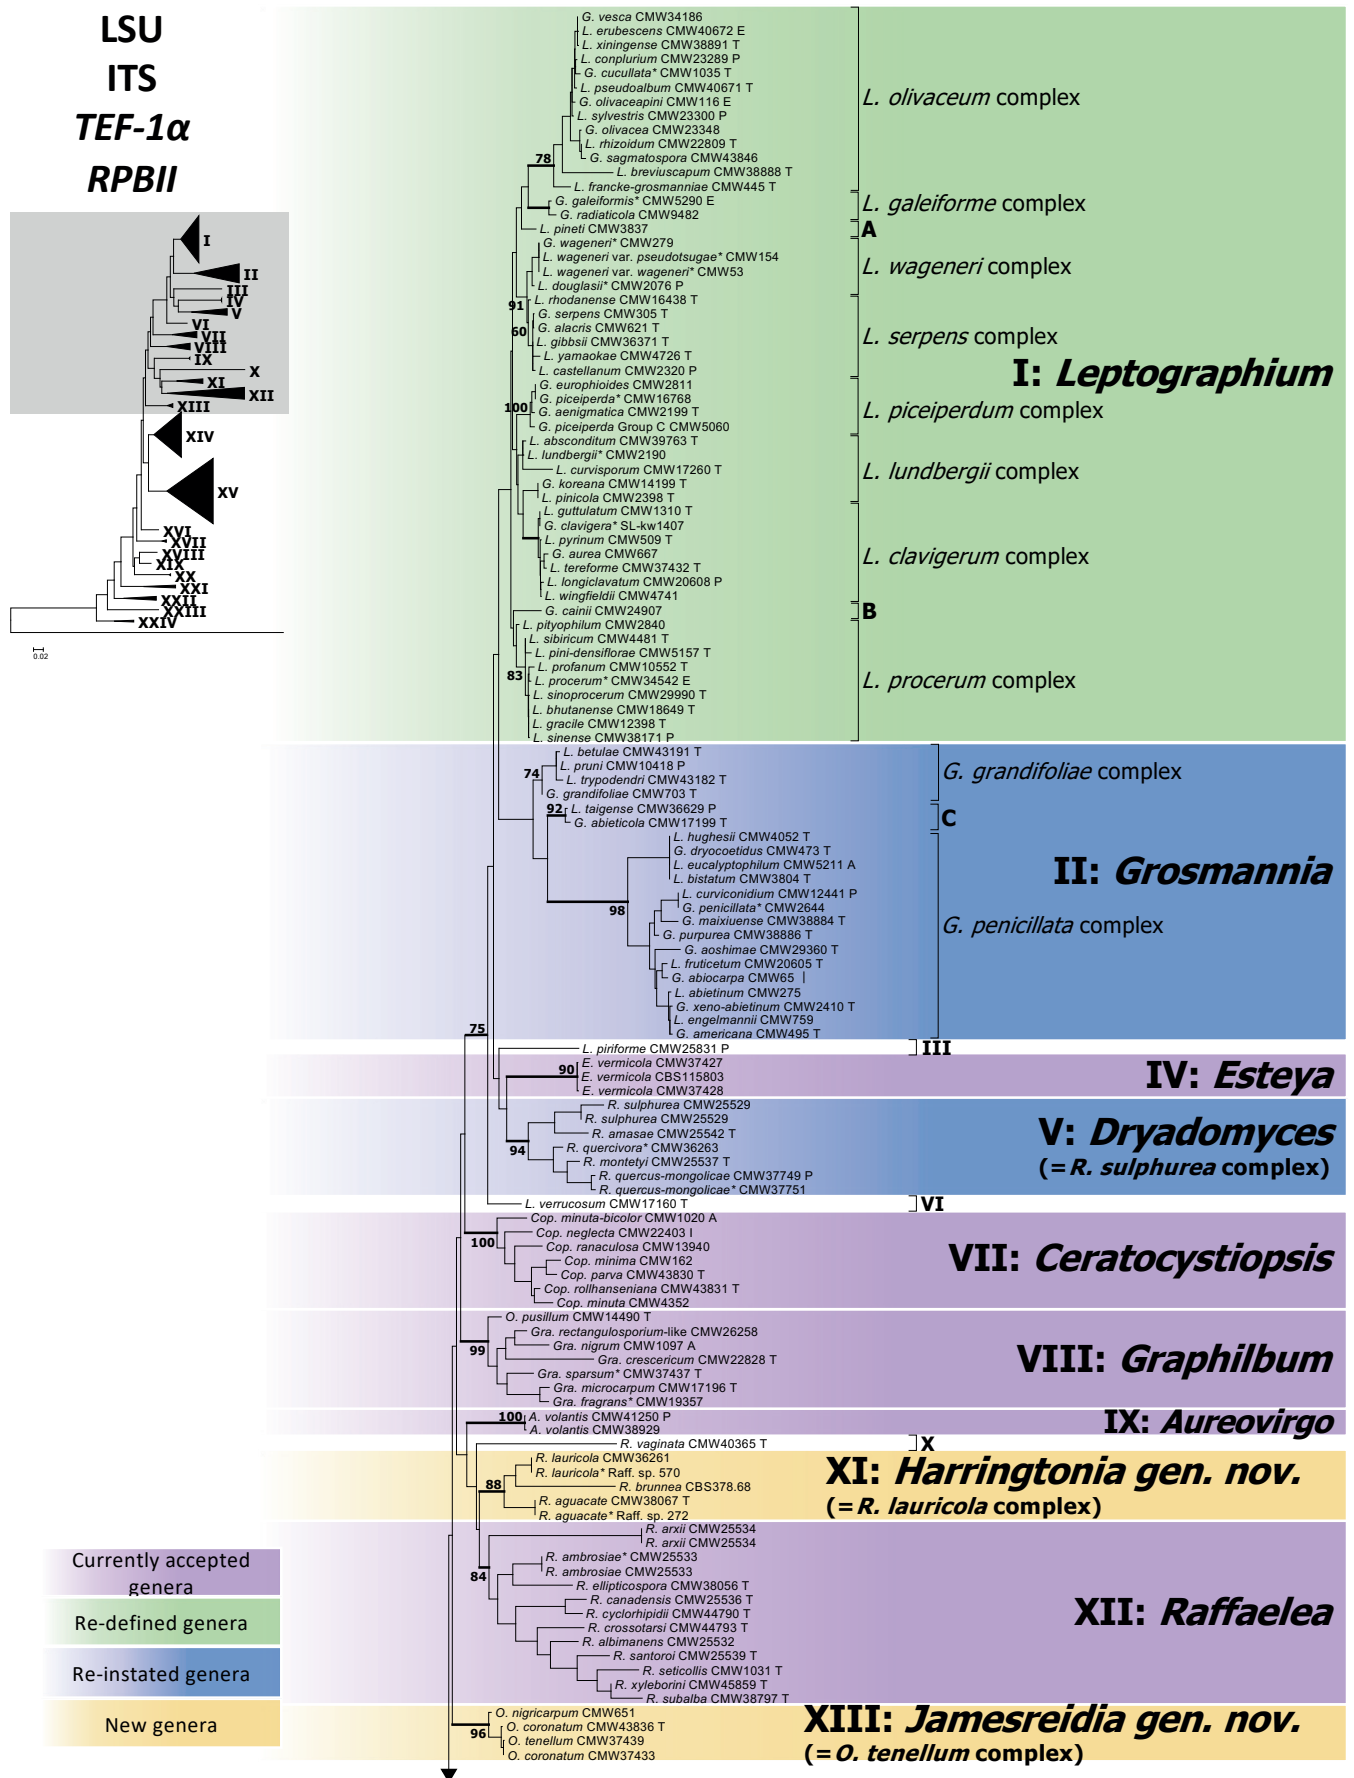 LSU
ITS
TEF-1α
RPBII
I
II
III
IV
V
VI
VII
VIII
IX
X
XI
XII
XIII
XIV
XV
XVI
XVII
XVIII
XIX
XX
XXI
XXII
XXIII
XXIV
0.02
G. vesca CMW34186
L. erubescens CMW40672 E
L. xiningense CMW38891 T
L. conplurium CMW23289 P
G. cucullata* CMW1035 T
L. pseudoalbum CMW40671 T
G. olivaceapini CMW116 E
L. sylvestris CMW23300 P
G. olivacea CMW23348
L. rhizoidum CMW22809 T
G. sagmatospora CMW43846
78
L. breviuscapum CMW38888 T
L. francke-grosmanniae CMW445 T
L. olivaceum complex
G. galeiformis* CMW5290 E
G. radiaticola CMW9482
L. galeiforme complex
L. pineti CMW3837
A
G. wageneri* CMW279
L. wageneri var. pseudotsugae* CMW154
L. wageneri var. wageneri* CMW53
L. douglasii* CMW2076 P
L. wageneri complex
91
L. rhodanense CMW16438 T
G. serpens CMW305 T
G. alacris CMW621 T
60
L. gibbsii CMW36371 T
L. yamaokae CMW4726 T
L. castellanum CMW2320 P
L. serpens complex
I: Leptographium
G. europhioides CMW2811
G. piceiperda* CMW16768
100
G. aenigmatica CMW2199 T
G. piceiperda Group C CMW5060
L. piceiperdum complex
L. absconditum CMW39763 T
L. lundbergii* CMW2190
L. curvisporum CMW17260 T
G. koreana CMW14199 T
L. pinicola CMW2398 T
L. lundbergii complex
L. guttulatum CMW1310 T
G. clavigera* SL-kw1407
L. pyrinum CMW509 T
G. aurea CMW667
L. tereforme CMW37432 T
L. longiclavatum CMW20608 P
L. wingfieldii CMW4741
L. clavigerum complex
G. cainii CMW24907
B
L. pityophilum CMW2840
L. sibiricum CMW4481 T
L. pini-densiflorae CMW5157 T
L. profanum CMW10552 T
83
L. procerum* CMW34542 E
L. sinoprocerum CMW29990 T
L. bhutanense CMW18649 T
L. gracile CMW12398 T
L. sinense CMW38171 P
L. procerum complex
L. betulae CMW43191 T
L. pruni CMW10418 P
74
L. trypodendri CMW43182 T
G. grandifoliae CMW703 T
G. grandifoliae complex
92
L. taigense CMW36629 P
G. abieticola CMW17199 T
C
L. hughesii CMW4052 T
G. dryocoetidus CMW473 T
L. eucalyptophilum CMW5211 A
L. bistatum CMW3804 T
II: Grosmannia
98
L. curviconidium CMW12441 P
G. penicillata* CMW2644
G. maixiuense CMW38884 T
G. purpurea CMW38886 T
G. aoshimae CMW29360 T
L. fruticetum CMW20605 T
G. abiocarpa CMW65 |
L. abietinum CMW275
G. xeno-abietinum CMW2410 T
L. engelmannii CMW759
G. americana CMW495 T
G. penicillata complex
75
L. piriforme CMW25831 P
III
E. vermicola CMW37427
90
E. vermicola CBS115803
E. vermicola CMW37428
IV: Esteya
R. sulphurea CMW25529
R. sulphurea CMW25529
R. amasae CMW25542 T
94
R. quercivora* CMW36263
R. montetyi CMW25537 T
R. quercus-mongolicae CMW37749 P
R. quercus-mongolicae* CMW37751
V: Dryadomyces
(=R. sulphurea complex)
L. verrucosum CMW17160 T
VI
Cop. minuta-bicolor CMW1020 A
Cop. neglecta CMW22403 I
100
Cop. ranaculosa CMW13940
Cop. minima CMW162
Cop. parva CMW43830 T
Cop. rollhanseniana CMW43831 T
Cop. minuta CMW4352
VII: Ceratocystiopsis
O. pusillum CMW14490 T
Gra. rectangulosporium-like CMW26258
Gra. nigrum CMW1097 A
99
Gra. crescericum CMW22828 T
Gra. sparsum* CMW37437 T
Gra. microcarpum CMW17196 T
Gra. fragrans* CMW19357
VIII: Graphilbum
100
A. volantis CMW41250 P
A. volantis CMW38929
IX: Aureovirgo
R. vaginata CMW40365 T
X
R. lauricola CMW36261
R. lauricola* Raff. sp. 570
88
R. brunnea CBS378.68
R. aguacate CMW38067 T
R. aguacate* Raff. sp. 272
XI: Harringtonia gen. nov.
(=R. lauricola complex)
R. arxii CMW25534
R. arxii CMW25534
R. ambrosiae* CMW25533
R. ambrosiae CMW25533
84
R. ellipticospora CMW38056 T
R. canadensis CMW25536 T
R. cyclorhipidii CMW44790 T
R. crossotarsi CMW44793 T
R. albimanens CMW25532
R. santoroi CMW25539 T
R. seticollis CMW1031 T
R. xyleborini CMW45859 T
R. subalba CMW38797 T
XII: Raffaelea
O. nigricarpum CMW651
O. coronatum CMW43836 T
96
O. tenellum CMW37439
O. coronatum CMW37433
XIII: Jamesreidia gen. nov.
(=O. tenellum complex)
Currently accepted
genera
Re-defined genera
Re-instated genera
New genera